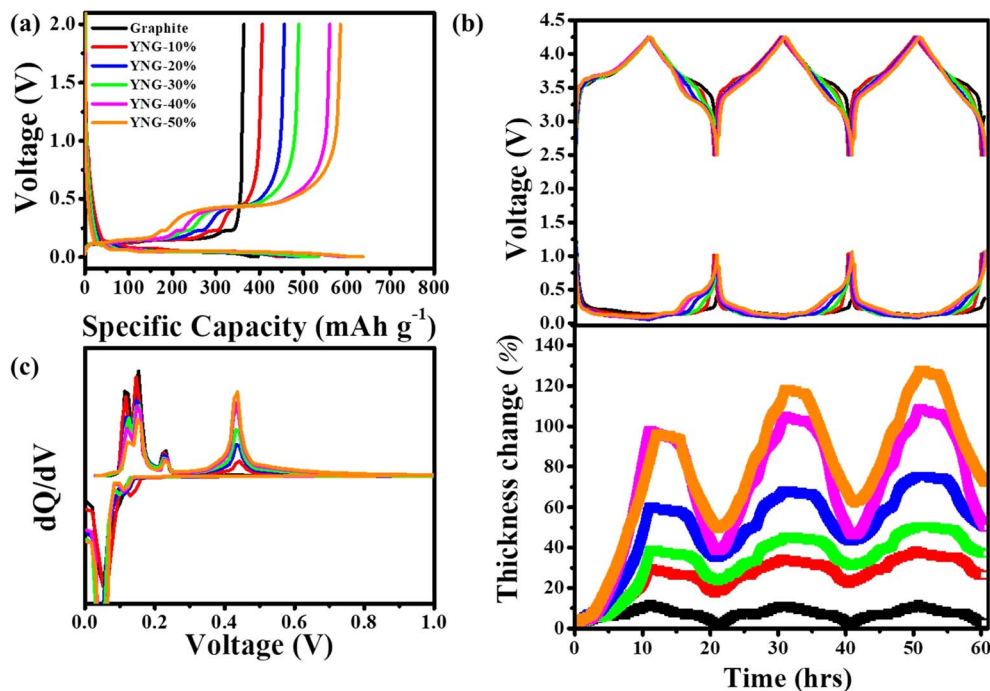 (a)
Graphite
YNG-10%
YNG-20%
YNG-30%
YNG-40%
YNG-50%
Voltage (V)
2.0
1.5
1.0
0.5
0.0
0 100 200 300 400 500 600 700 800
Specific Capacity (mAh g-1)
(b)
Voltage (V)
4.5
4.0
3.5
3.0
2.5
1.0
0.5
0.0
Thickness change (%)
140
120
100
80
60
40
20
0
0 10 20 30 40 50 60
Time (hrs)
(c)
dQ/dV
0.0 0.2 0.4 0.6 0.8 1.0
Voltage (V)